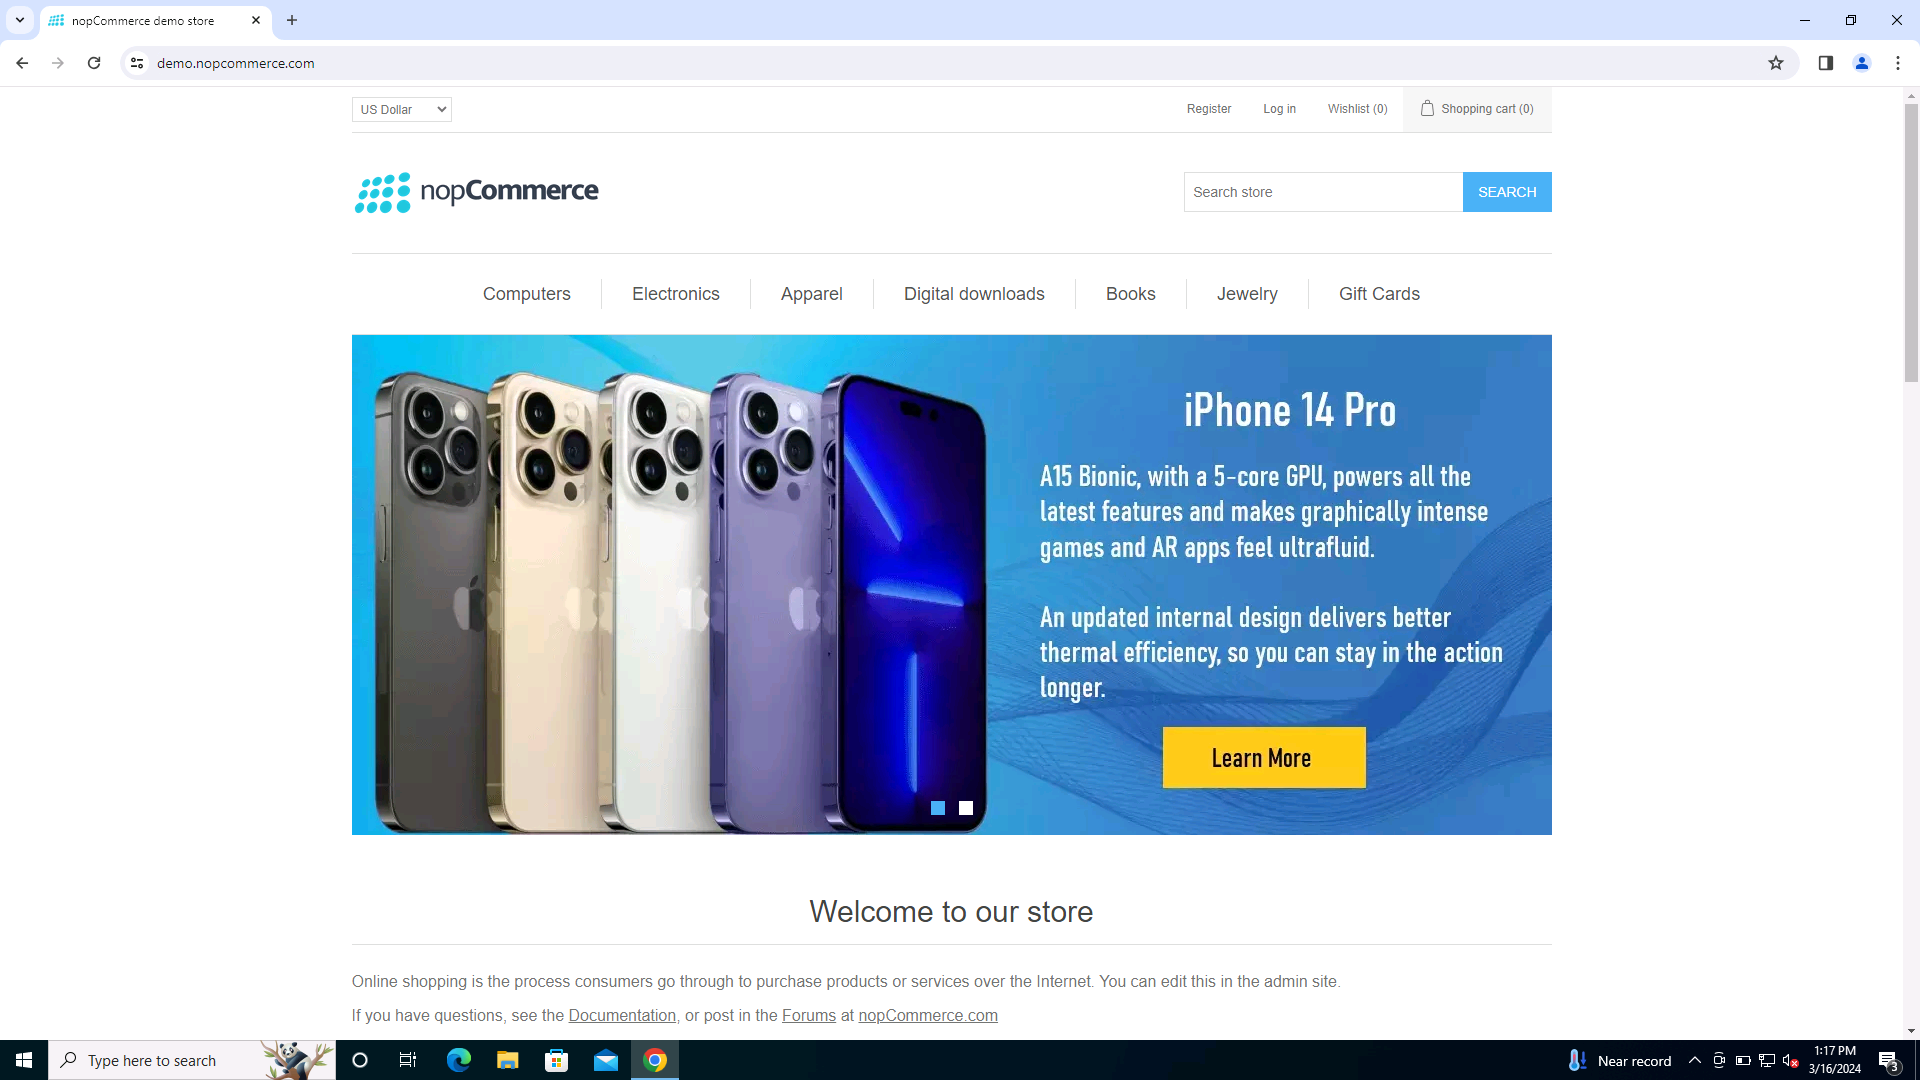 nopCommerce demo store
demo.nopcommerce.com
US Dollar
Register
Log in
Wishlist (0)
Shopping cart (0)
nopCommerce
Search store
SEARCH
Computers
Electronics
Apparel
Digital downloads
Books
Jewelry
Gift Cards
iPhone 14 Pro
A15 Bionic, with a 5-core GPU, powers all the
latest features and makes graphically intense
games and AR apps feel ultrafluid.
An updated internal design delivers better
thermal efficiency, so you can stay in the action
longer.
Learn More
Welcome to our store
Online shopping is the process consumers go through to purchase products or services over the Internet. You can edit this in the admin site.
If you have questions, see the Documentation, or post in the Forums at nopCommerce.com
Type here to search
Near record
1:17 PM
3/16/2024
3